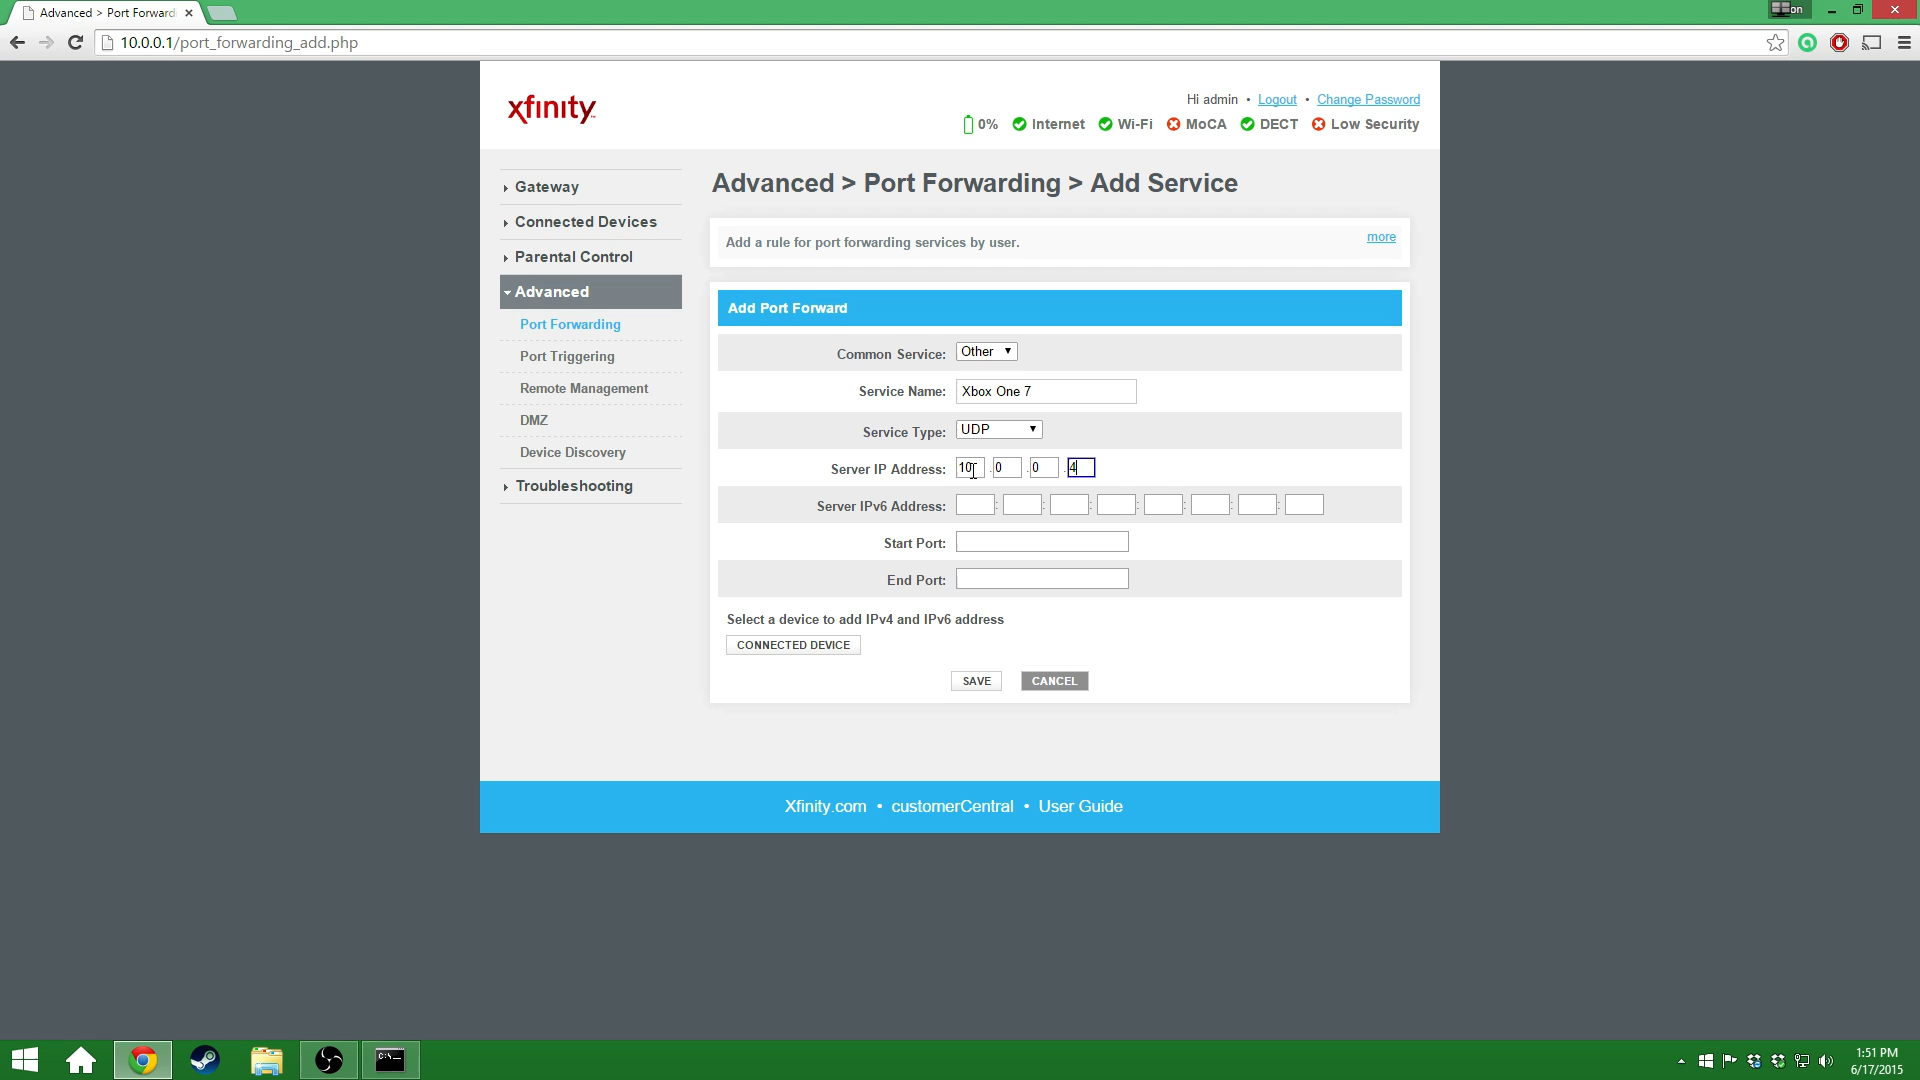 Advanced > Port Forward
on
10.0.0.1/port_forwarding_add.php
xfinity
Hi admin • Logout • Change Password
0% Internet Wi-Fi MoCA DECT Low Security
Gateway
Connected Devices
Parental Control
Advanced
Port Forwarding
Port Triggering
Remote Management
DMZ
Device Discovery
Troubleshooting
Advanced > Port Forwarding > Add Service
Add a rule for port forwarding services by user.
more
Add Port Forward
Common Service: Other
Service Name: Xbox One 7
Service Type: UDP
Server IP Address: 10 . 0 . 0 . 4
Server IPv6 Address: : : : : : : :
Start Port:
End Port:
Select a device to add IPv4 and IPv6 address
CONNECTED DEVICE
SAVE CANCEL
Xfinity.com • customerCentral • User Guide
C:\_
1:51 PM
6/17/2015